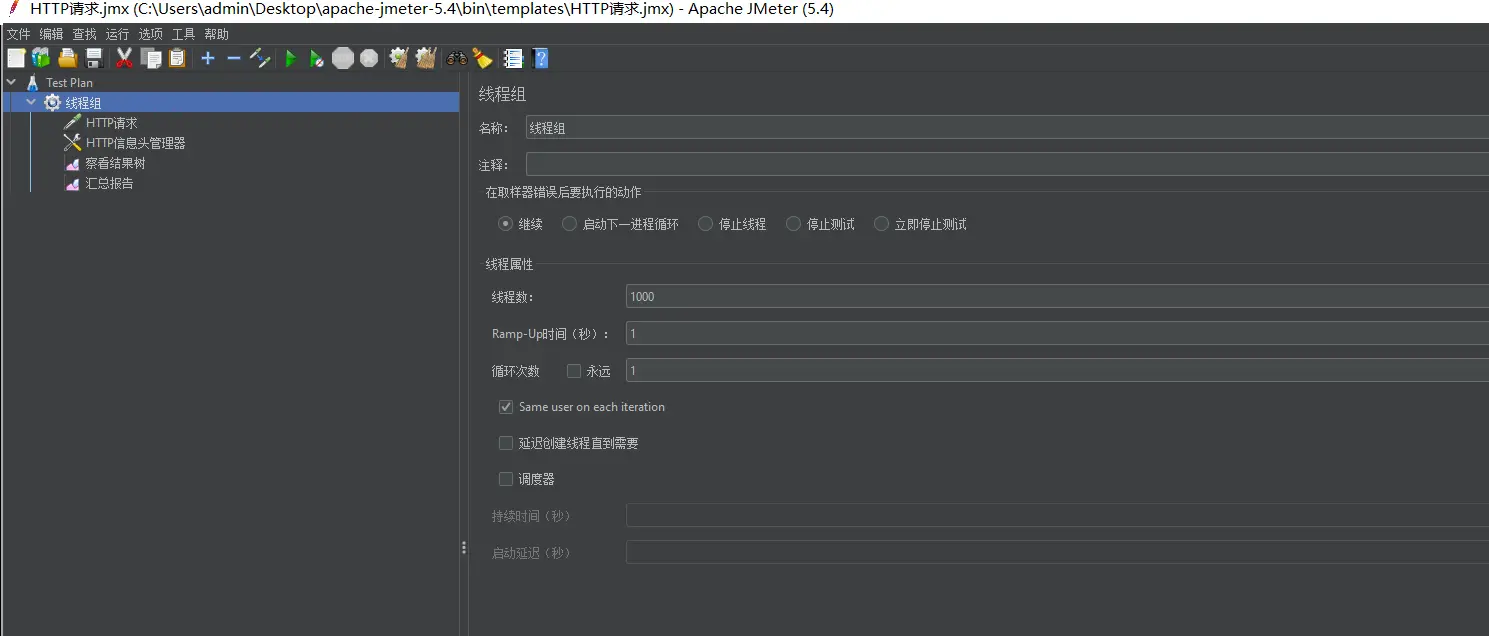 HTTP请求.jmx (C:\Users\admin\Desktop\apache-jmeter-5.4\bin\templates\HTTP请求.jmx) - Apache JMeter (5.4)
文件 编辑 查找 运行 选项 工具 帮助
Test Plan
线程组
HTTP请求
HTTP信息头管理器
察看结果树
汇总报告
线程组
名称： 线程组
注释：
在取样器错误后要执行的动作
继续 启动下一进程循环 停止线程 停止测试 立即停止测试
线程属性
线程数： 1000
Ramp-Up时间（秒）： 1
循环次数 永远 1
Same user on each iteration
延迟创建线程直到需要
调度器
持续时间（秒）
启动延迟（秒）